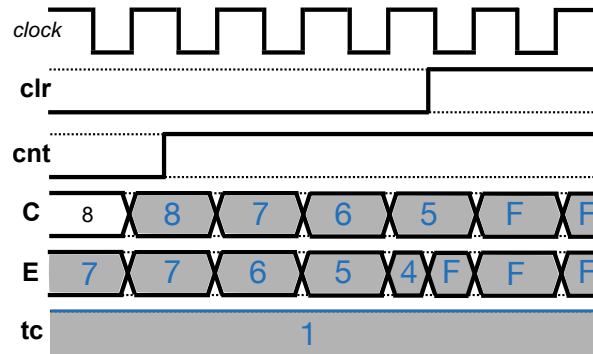 clock
clr
cnt
C 8 8 7 6 5 F F
E 7 7 6 5 4 F F F
tc 1